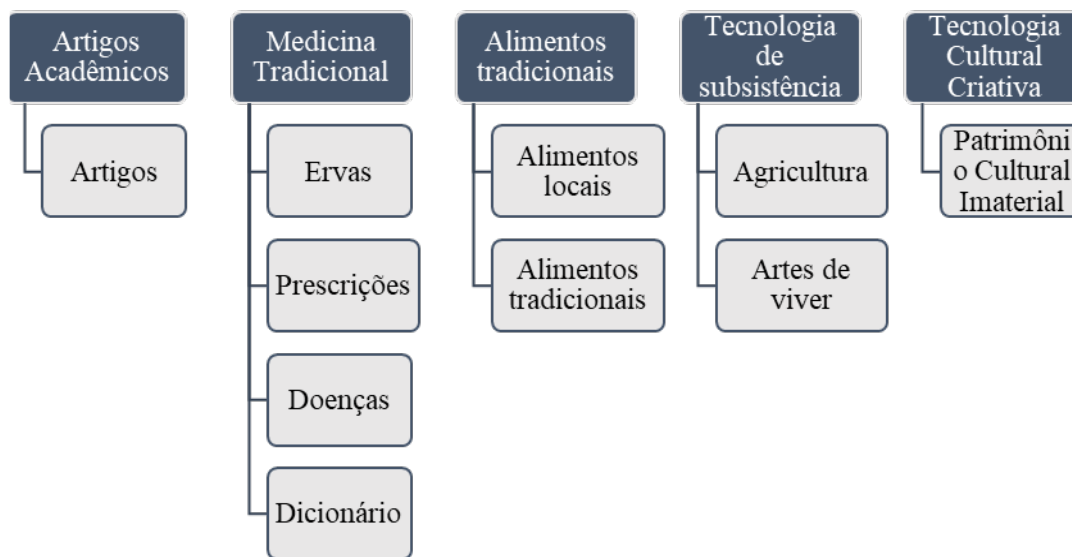 Artigos
Acadêmicos
Artigos
Medicina
Tradicional
Ervas
Prescrições
Doenças
Dicionário
Alimentos
tradicionais
Alimentos
locais
Alimentos
tradicionais
Tecnologia
de
subsistência
Agricultura
Artes de
viver
Tecnologia
Cultural
Criativa
Patrimôni
o Cultural
Imaterial